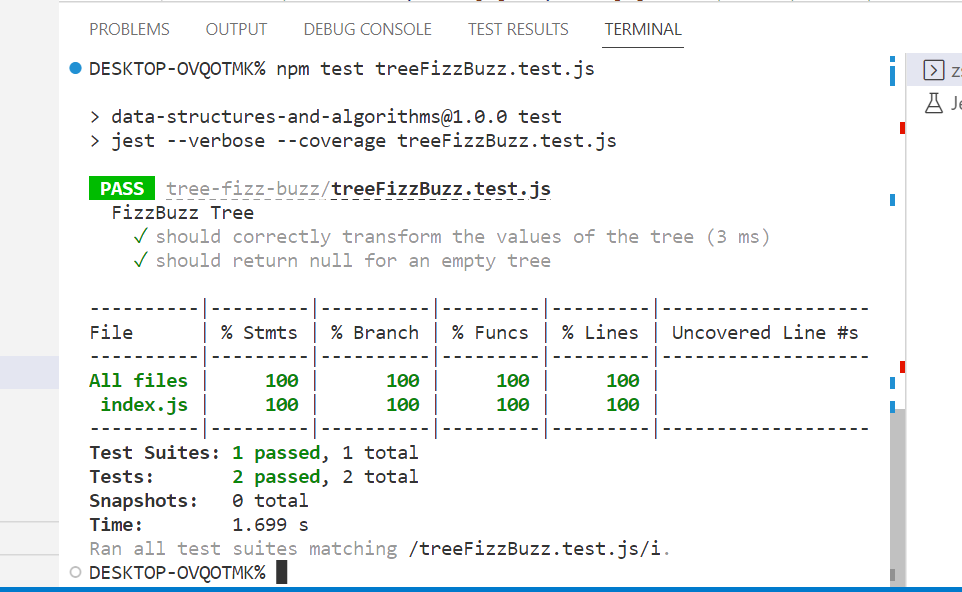 PROBLEMS OUTPUT DEBUG CONSOLE TEST RESULTS TERMINAL
DESKTOP-OVQOTMK% npm test treeFizzBuzz.test.js
> data-structures-and-algorithms@1.0.0 test
> jest --verbose --coverage treeFizzBuzz.test.js
PASS tree-fizz-buzz/treeFizzBuzz.test.js
FizzBuzz Tree
√ should correctly transform the values of the tree (3 ms)
√ should return null for an empty tree
----------|---------|----------|---------|---------|-------------------
File | % Stmts | % Branch | % Funcs | % Lines | Uncovered Line #s
----------|---------|----------|---------|---------|-------------------
All files | 100 | 100 | 100 | 100 |
index.js | 100 | 100 | 100 | 100 |
----------|---------|----------|---------|---------|-------------------
Test Suites: 1 passed, 1 total
Tests: 2 passed, 2 total
Snapshots: 0 total
Time: 1.699 s
Ran all test suites matching /treeFizzBuzz.test.js/i.
DESKTOP-OVQOTMK%